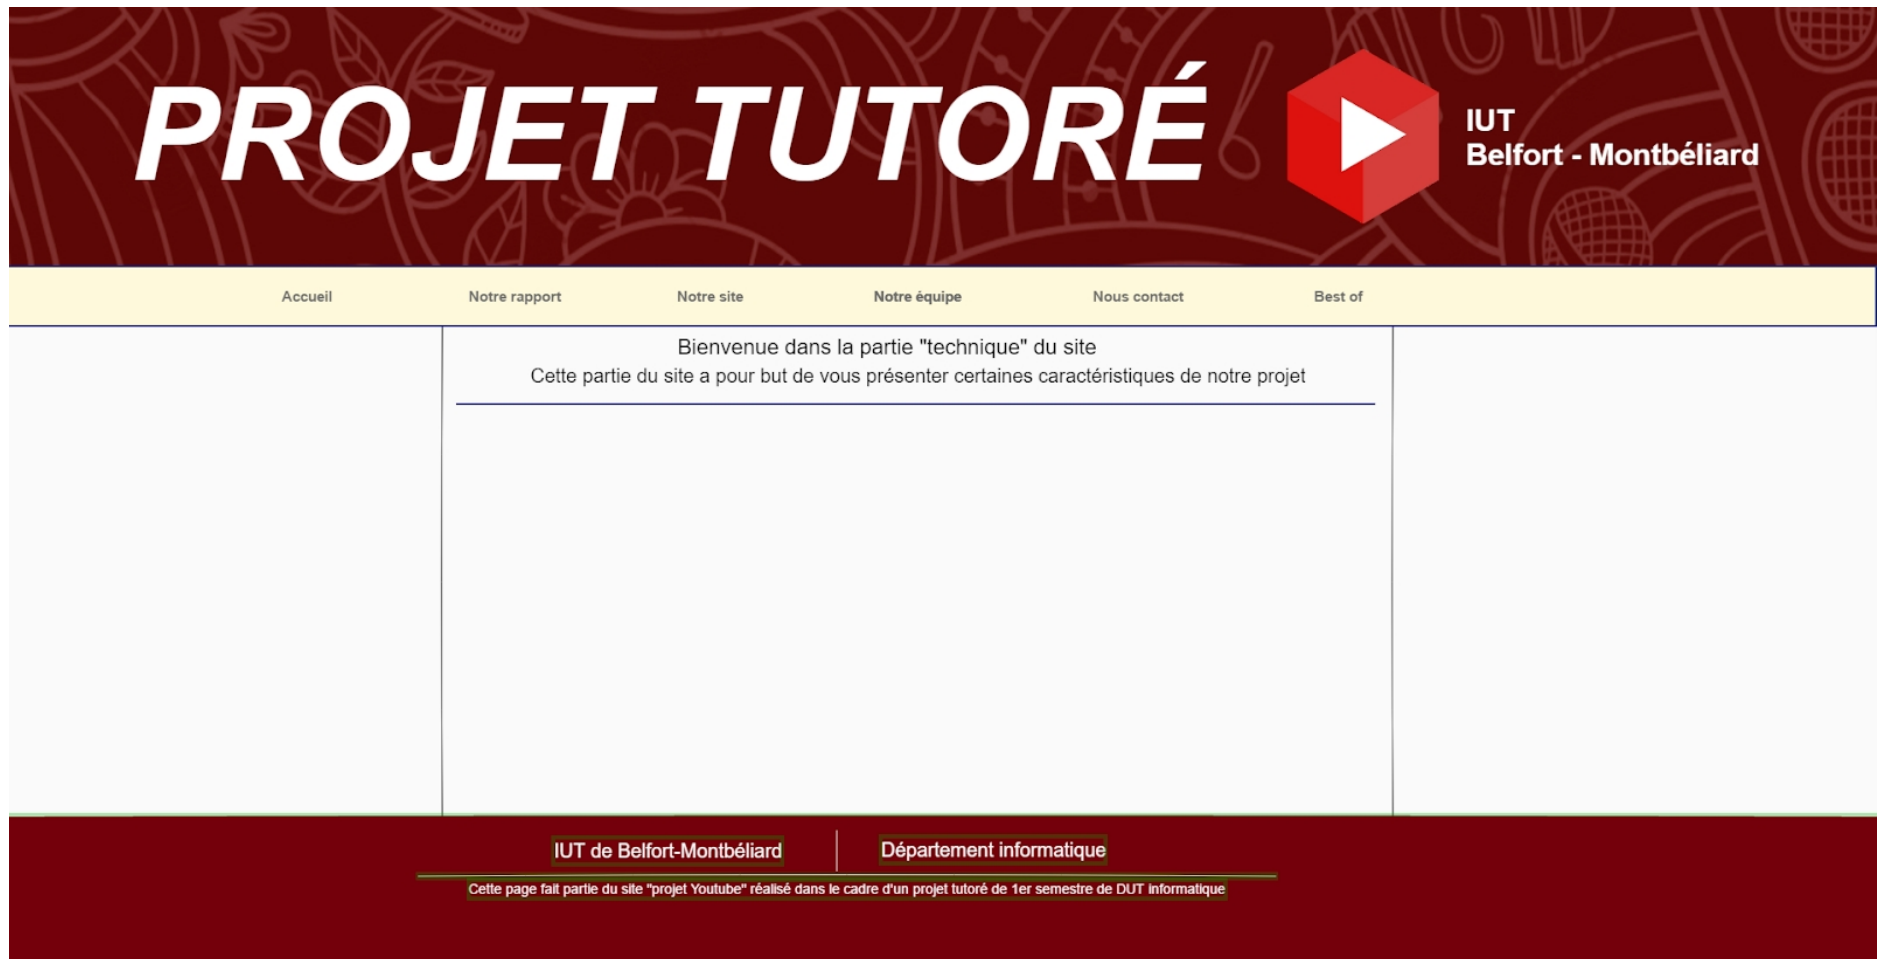 PROJET TUTORÉ
IUT
Belfort - Montbéliard
Accueil Notre rapport Notre site Notre équipe Nous contact Best of
Bienvenue dans la partie "technique" du site
Cette partie du site a pour but de vous présenter certaines caractéristiques de notre projet
IUT de Belfort-Montbéliard Département informatique
Cette page fait partie du site "projet Youtube" réalisé dans le cadre d'un projet tutoré de 1er semestre de DUT informatique